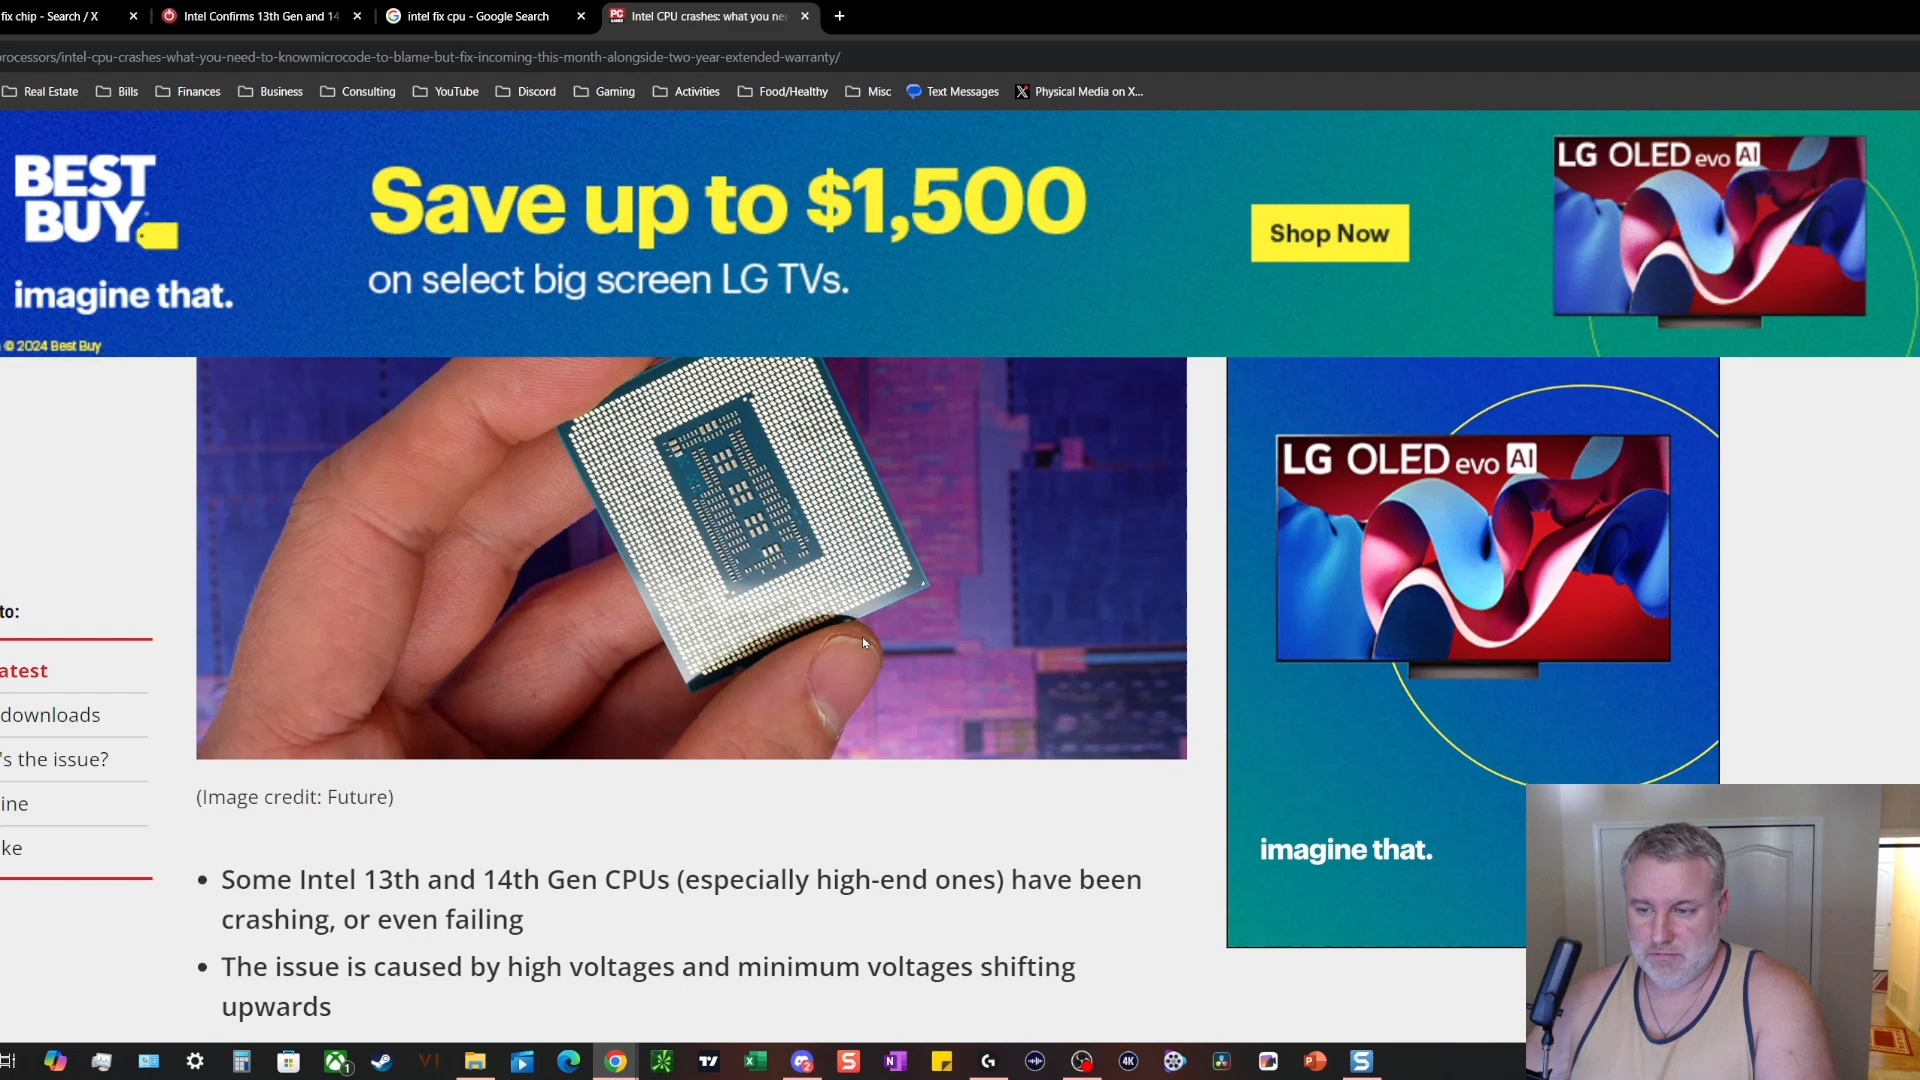 fix chip - Search / X
Intel Confirms 13th Gen and 14
intel fix cpu - Google Search
Intel CPU crashes: what you nee
rocessors/intel-cpu-crashes-what-you-need-to-knowmicrocode-to-blame-but-fix-incoming-this-month-alongside-two-year-extended-warranty/
Real Estate
Bills
Finances
Business
Consulting
YouTube
Discord
Gaming
Activities
Food/Healthy
Misc
Text Messages
Physical Media on X...
BEST
BUY
imagine that.
© 2024 Best Buy
Save up to $1,500
on select big screen LG TVs.
Shop Now
LG OLED evo AI
LG OLED evo AI
imagine that.
to:
atest
downloads
's the issue?
ine
ke
(Image credit: Future)
• Some Intel 13th and 14th Gen CPUs (especially high-end ones) have been
crashing, or even failing
• The issue is caused by high voltages and minimum voltages shifting
upwards